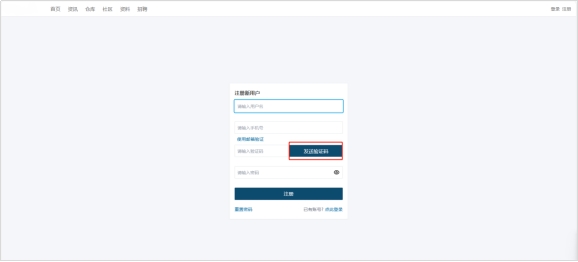 首页 资讯 仓库 社区 资料 招聘 登录 注册
注册新用户
请输入用户名
请输入手机号
使用邮箱验证
请输入验证码 发送验证码
请输入密码
注册
重置密码 已有账号? 点此登录